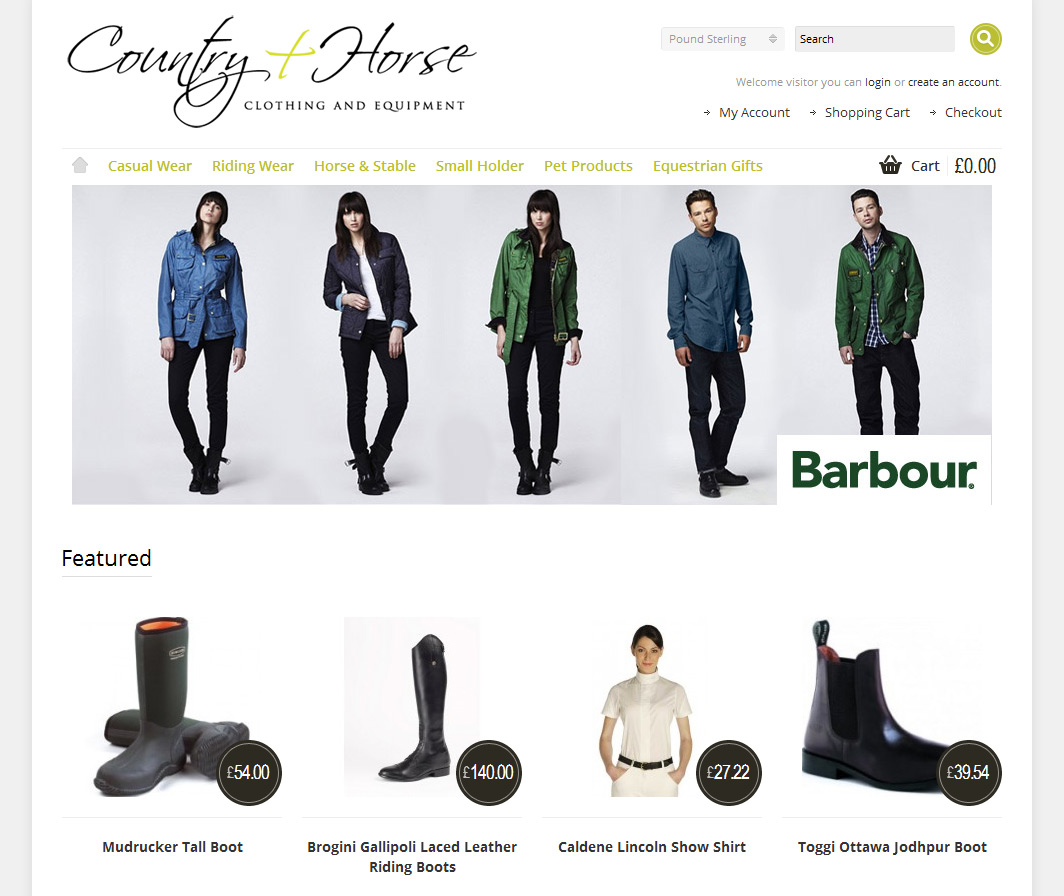 Country + Horse
CLOTHING AND EQUIPMENT
Pound Sterling
Search
Welcome visitor you can login or create an account.
My Account
Shopping Cart
Checkout
Casual Wear
Riding Wear
Horse & Stable
Small Holder
Pet Products
Equestrian Gifts
Cart
£0.00
Barbour
Featured
£54.00
£140.00
£27.22
£39.54
Mudrucker Tall Boot
Brogini Gallipoli Laced Leather
Riding Boots
Caldene Lincoln Show Shirt
Toggi Ottawa Jodhpur Boot